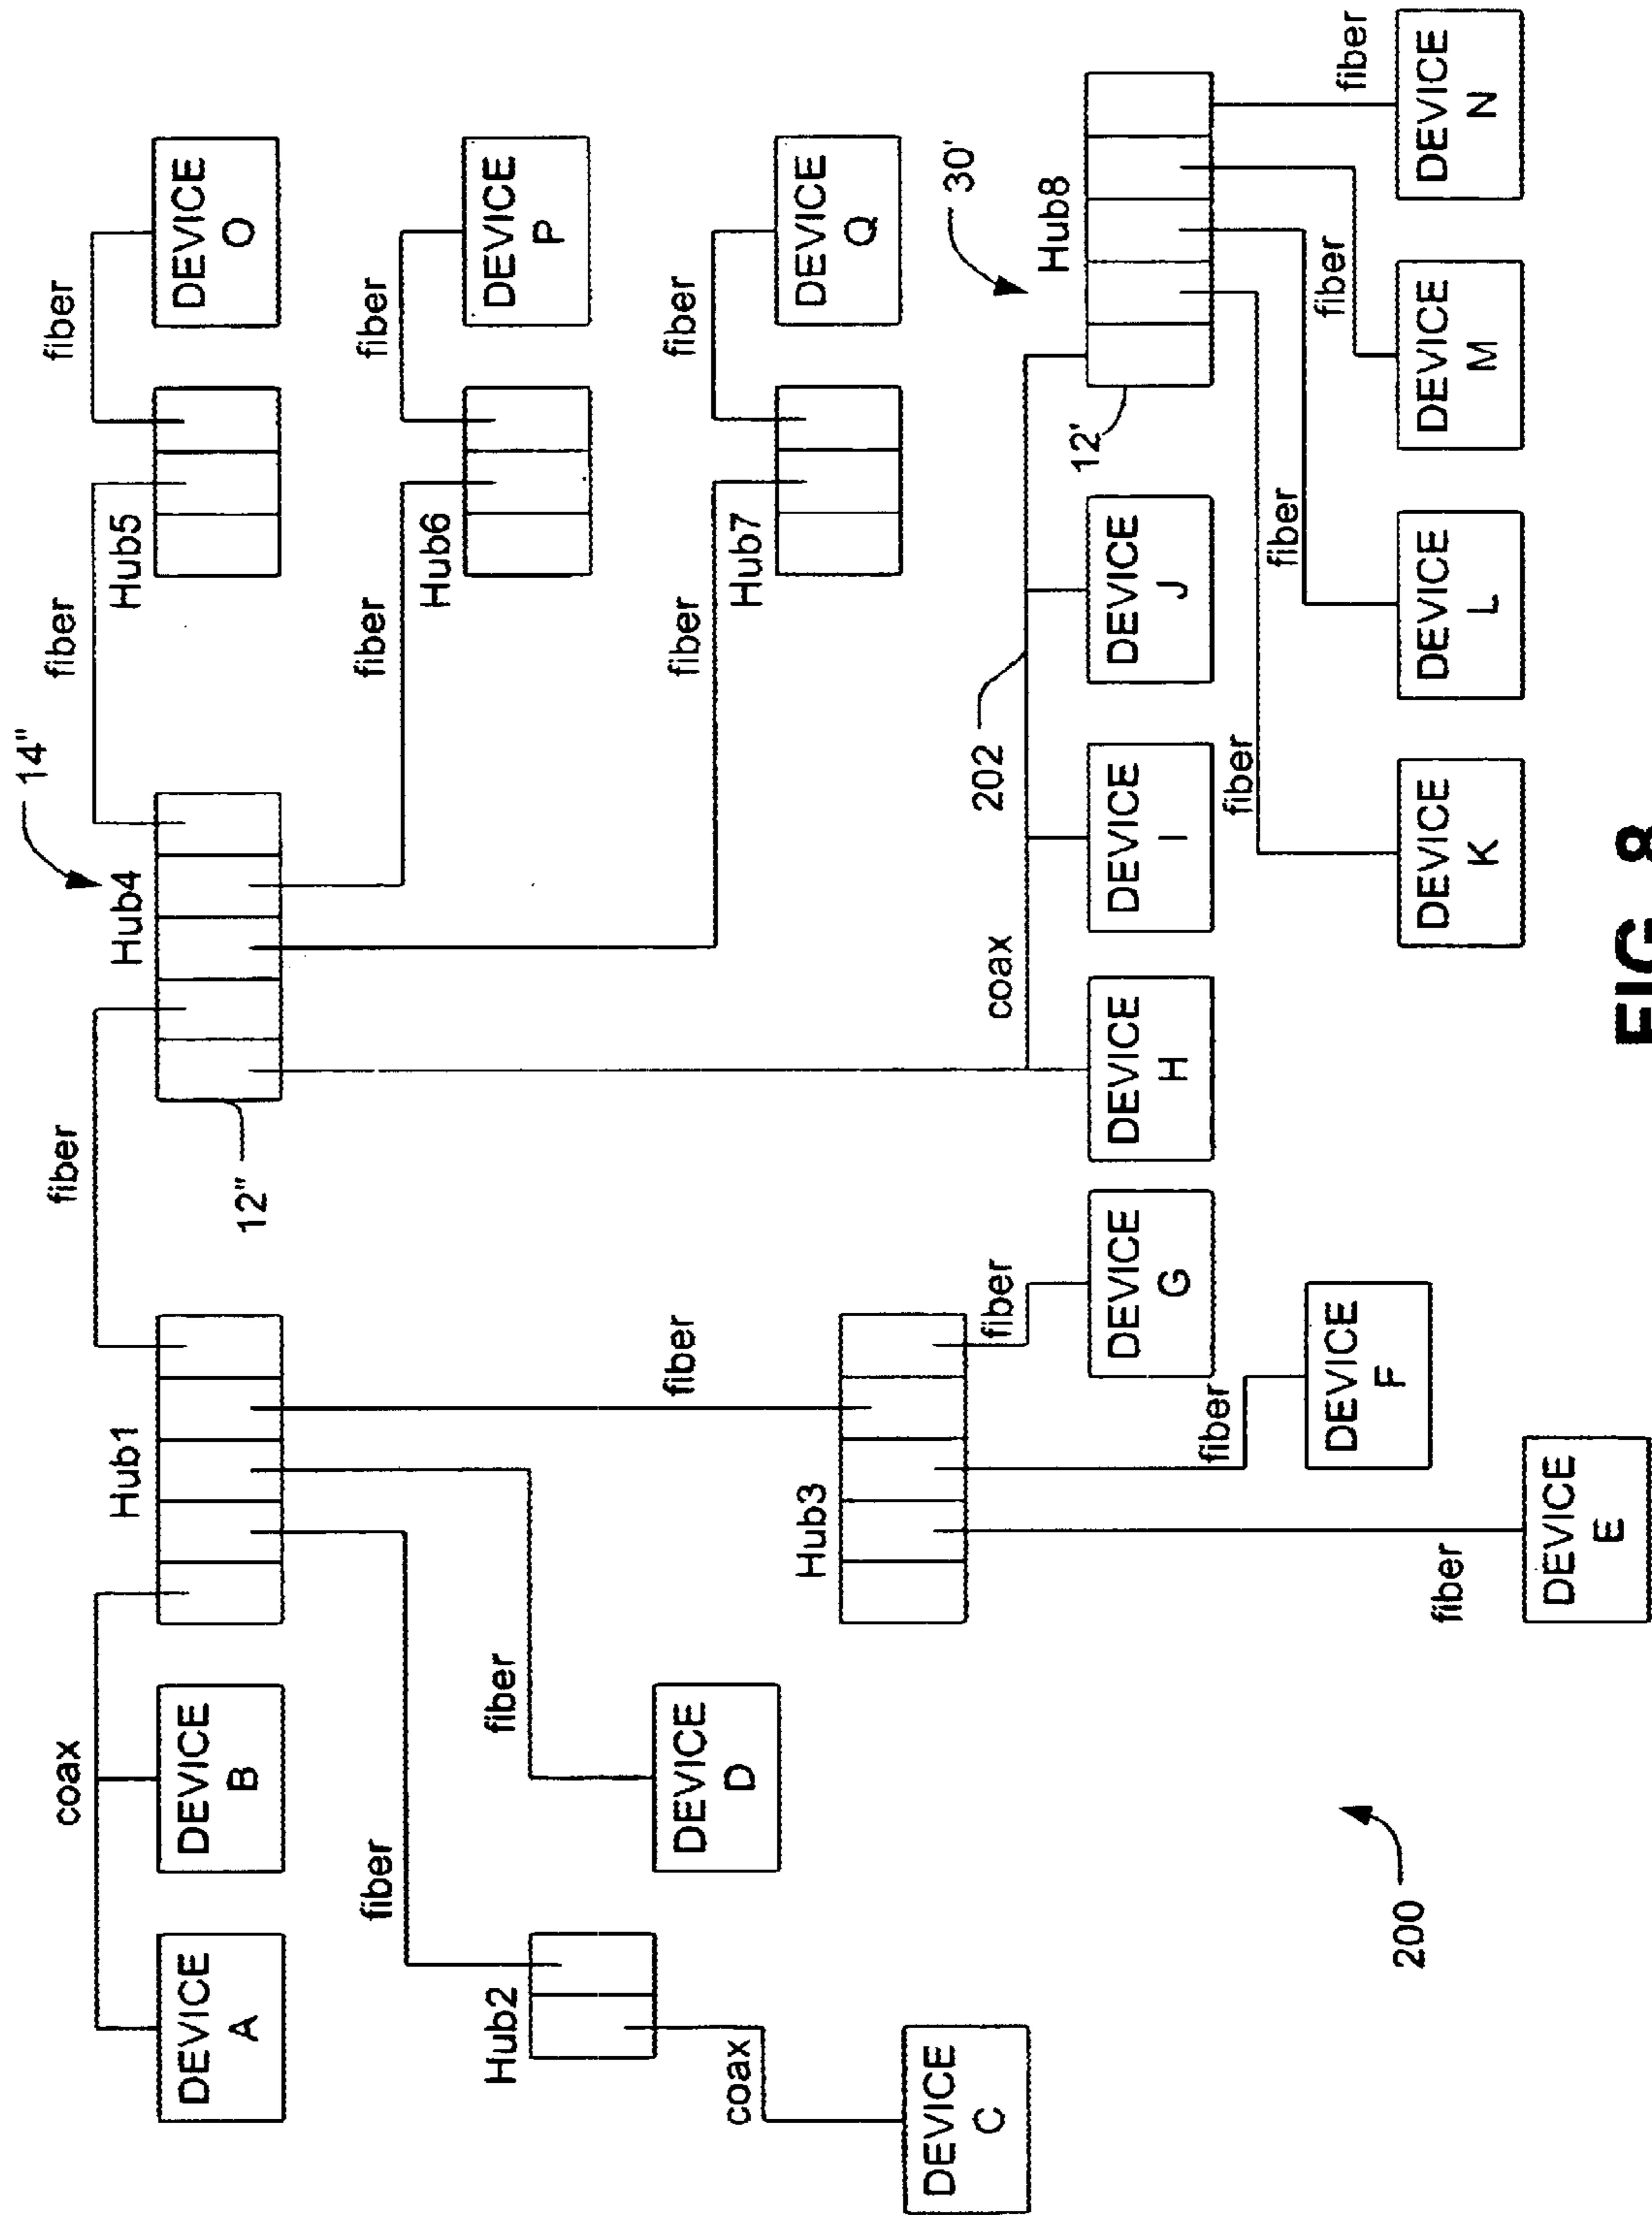 14"
coax
fiber
fiber
fiber
Hub1
Hub4
Hub5
DEVICE
A
DEVICE
B
DEVICE
O
12"
fiber
fiber
fiber
Hub6
Hub2
fiber
DEVICE
P
fiber
fiber
fiber
coax
Hub7
DEVICE
D
DEVICE
Q
Hub3
DEVICE
C
30'
202
coax
fiber
Hub8
12'
DEVICE
G
DEVICE
H
DEVICE
I
DEVICE
J
fiber
fiber
fiber
fiber
fiber
DEVICE
F
200
DEVICE
K
DEVICE
L
DEVICE
M
DEVICE
N
fiber
DEVICE
E
FIG. 8